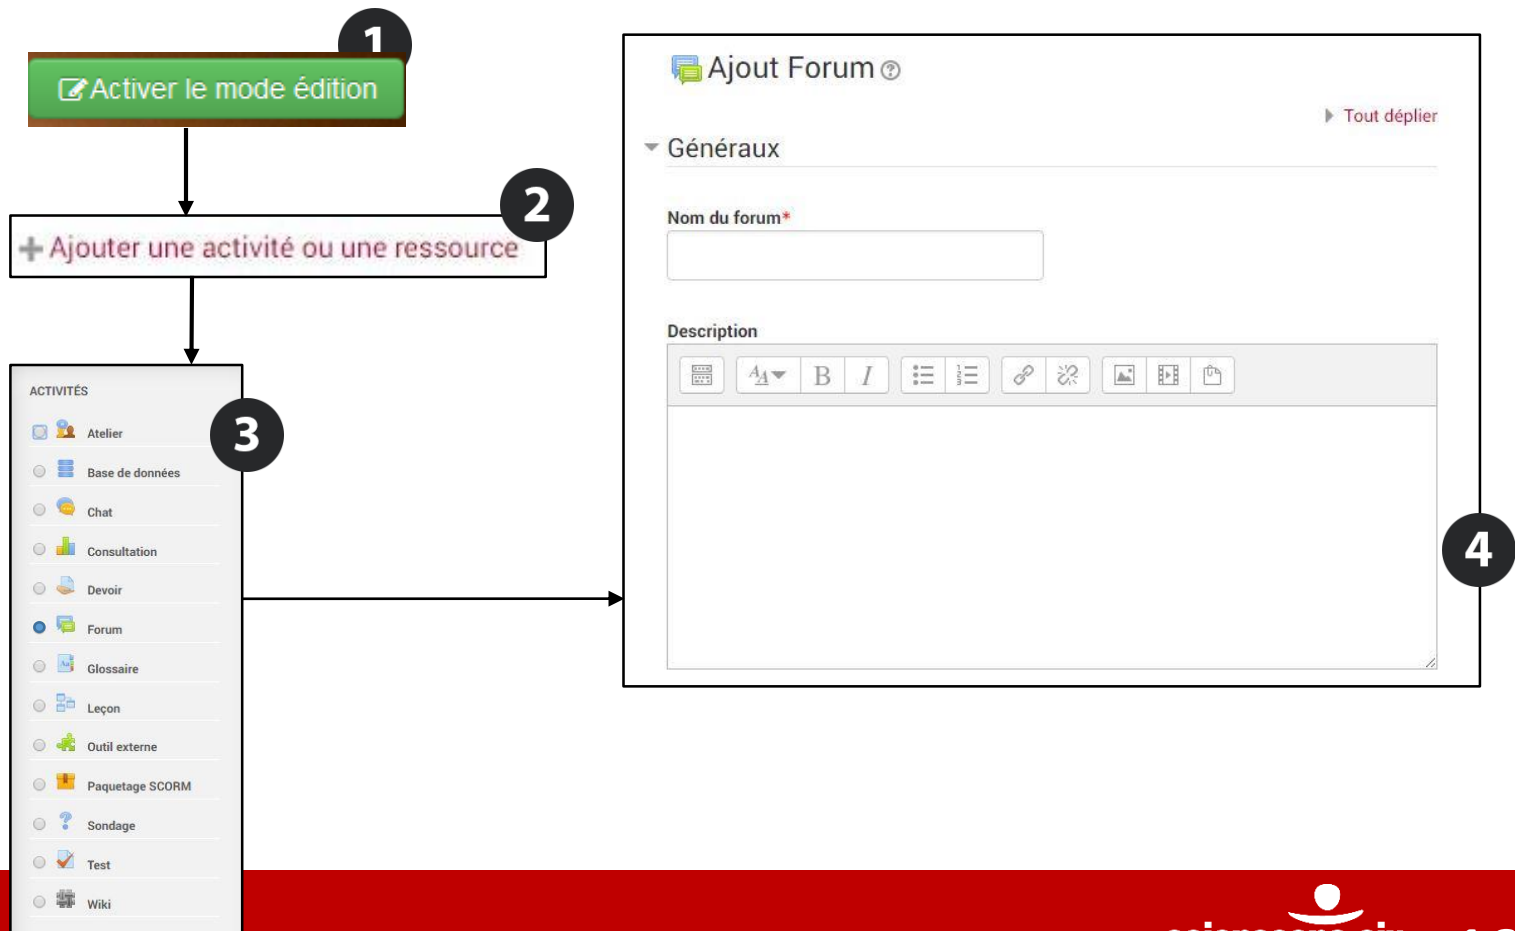 1
Activer le mode édition
2
Ajouter une activité ou une ressource
3
ACTIVITÉS
Atelier
Base de données
Chat
Consultation
Devoir
Forum
Glossaire
Leçon
Outil externe
Paquetage SCORM
Sondage
Test
Wiki
Ajout Forum
Tout déplier
Généraux
Nom du forum*
Description
B I
4